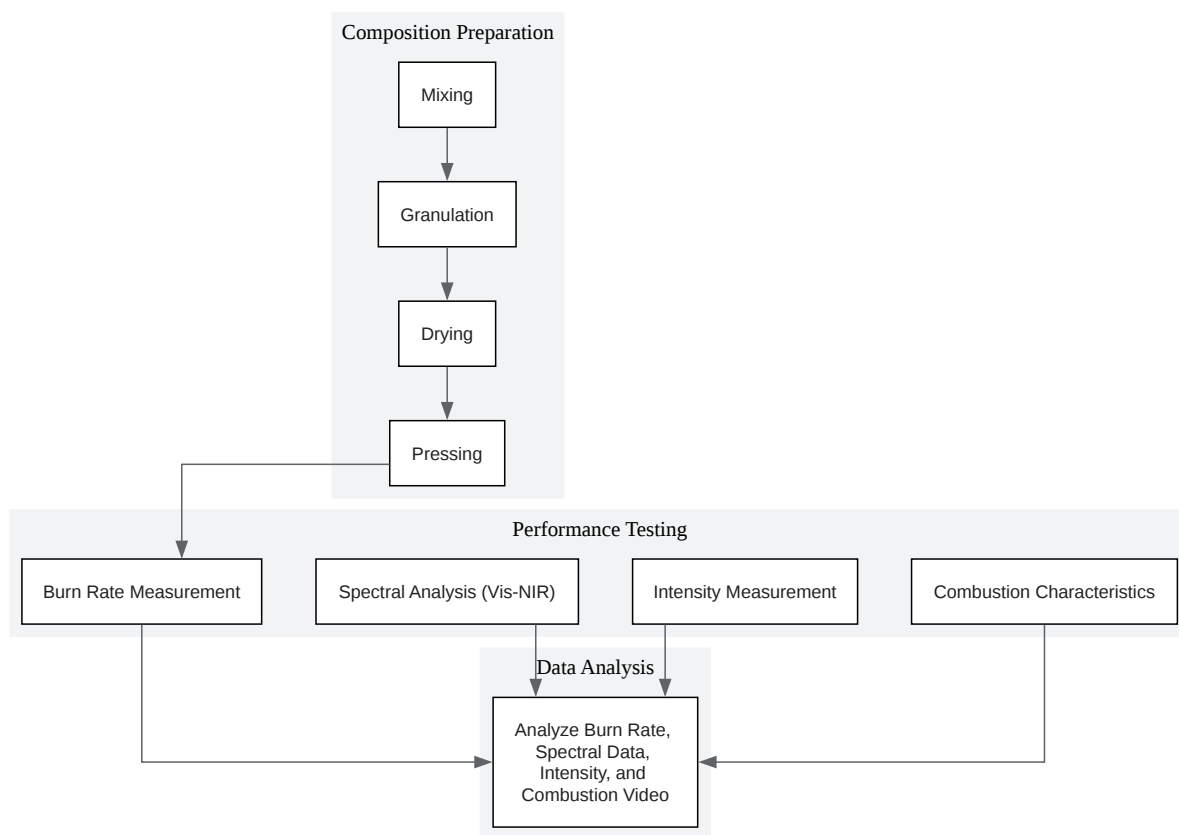 Composition Preparation
Mixing
Granulation
Drying
Pressing
Performance Testing
Burn Rate Measurement
Spectral Analysis (Vis-NIR)
Intensity Measurement
Combustion Characteristics
Data Analysis
Analyze Burn Rate,
Spectral Data,
Intensity, and
Combustion Video